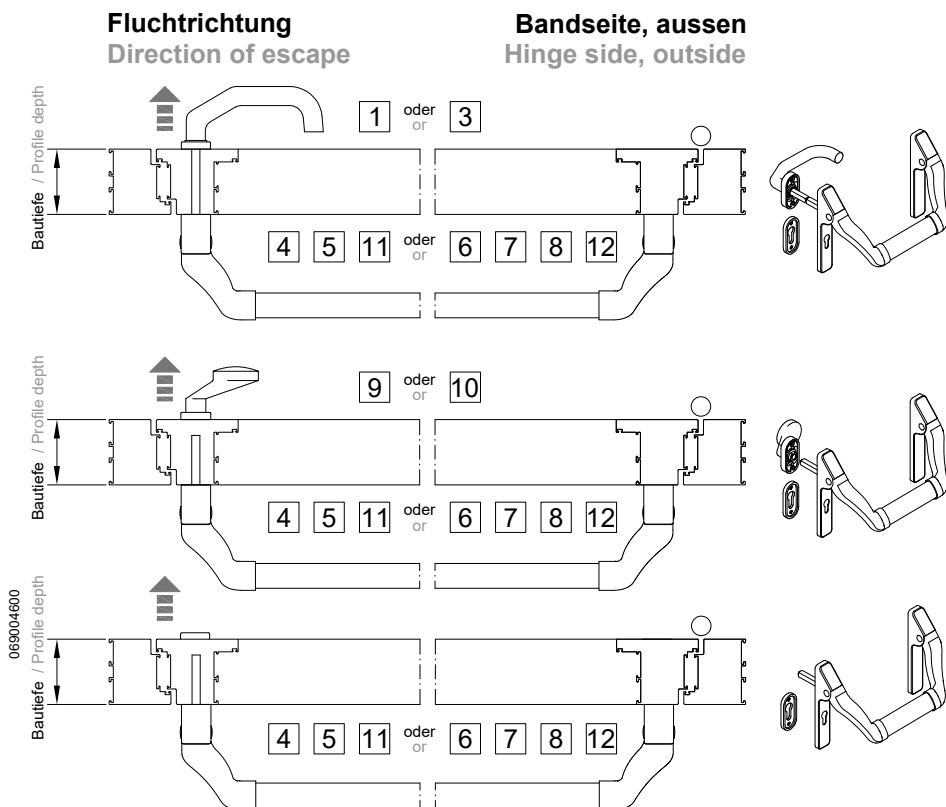 Fluchtrichtung
Direction of escape
Bandseite, aussen
Hinge side, outside
Bautiefe / Profile depth
1 oder or 3
4 5 11 oder or 6 7 8 12
Bautiefe / Profile depth
9 oder or 10
4 5 11 oder or 6 7 8 12
069004600
Bautiefe / Profile depth
4 5 11 oder or 6 7 8 12